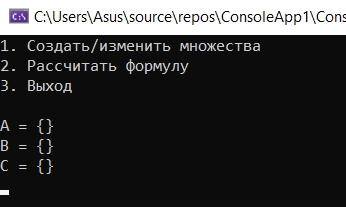 C:\Users\Asus\source\repos\ConsoleApp1\Cons
1. Создать/изменить множества
2. Рассчитать формулу
3. Выход
A = {}
B = {}
C = {}